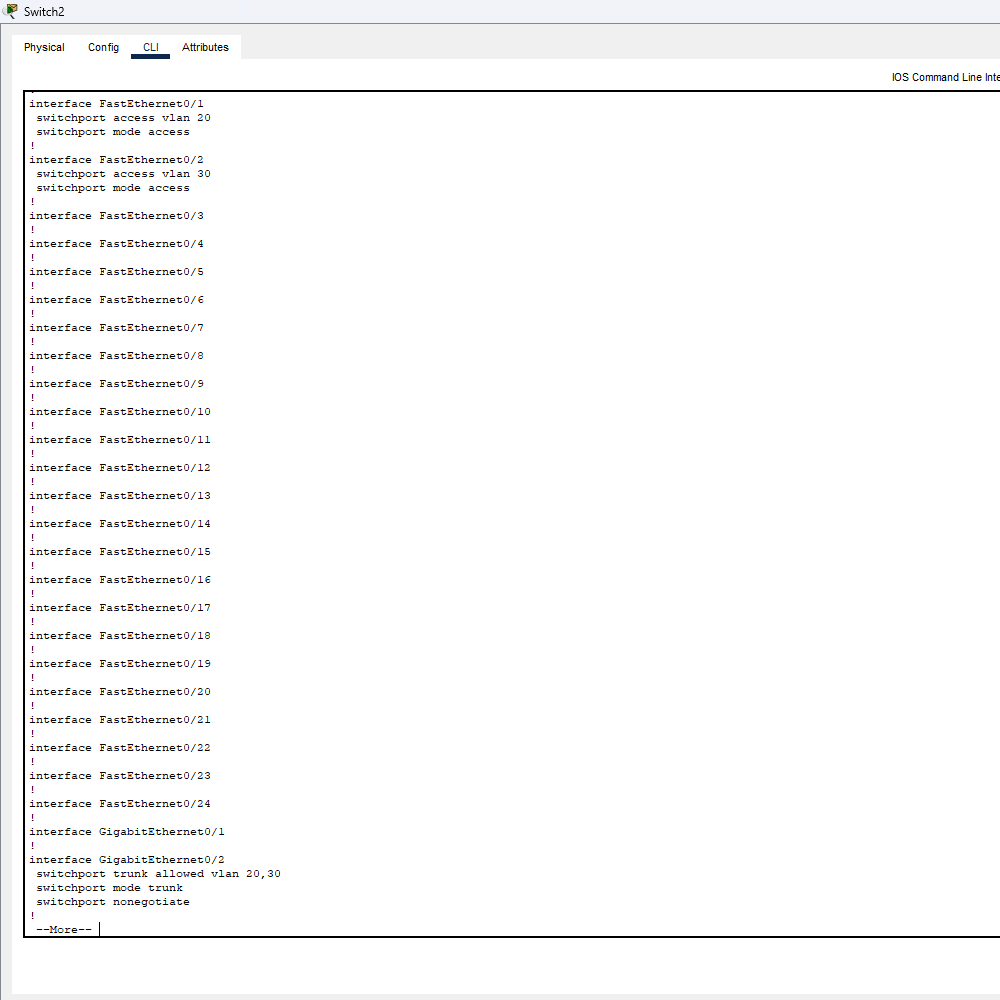 Switch2
Physical Config CLI Attributes
IOS Command Line Inte
interface FastEthernet0/1
switchport access vlan 20
switchport mode access
!
interface FastEthernet0/2
switchport access vlan 30
switchport mode access
!
interface FastEthernet0/3
!
interface FastEthernet0/4
!
interface FastEthernet0/5
!
interface FastEthernet0/6
!
interface FastEthernet0/7
!
interface FastEthernet0/8
!
interface FastEthernet0/9
!
interface FastEthernet0/10
!
interface FastEthernet0/11
!
interface FastEthernet0/12
!
interface FastEthernet0/13
!
interface FastEthernet0/14
!
interface FastEthernet0/15
!
interface FastEthernet0/16
!
interface FastEthernet0/17
!
interface FastEthernet0/18
!
interface FastEthernet0/19
!
interface FastEthernet0/20
!
interface FastEthernet0/21
!
interface FastEthernet0/22
!
interface FastEthernet0/23
!
interface FastEthernet0/24
!
interface GigabitEthernet0/1
!
interface GigabitEthernet0/2
switchport trunk allowed vlan 20,30
switchport mode trunk
switchport nonegotiate
!
--More--